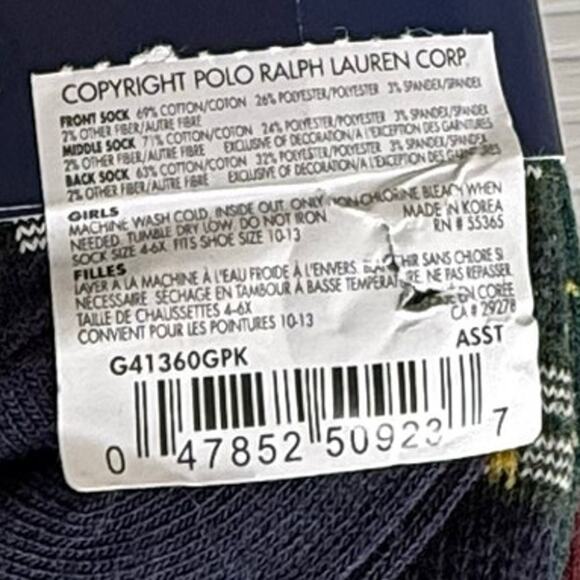 COPYRIGHT POLO RALPH LAUREN CORP
FRONT SOCK 69% COTTON/COTON 26% POLYESTER/POLYESTER 3% SPANDEX/SPANDEX
2% OTHER FIBER/AUTRE FIBRE
MIDDLE SOCK 71% COTTON/COTON 24% POLYESTER/POLYESTER 3% SPANDEX/SPANDEX
2% OTHER FIBER/AUTRE FIBRE EXCLUSIVE OF DECORATION/A L'EXCEPTION DES GARNITURES
BACK SOCK 63% COTTON/COTON 32% POLYESTER/POLYESTER 3% SPANDEX/SPANDEX
2% OTHER FIBER/AUTRE FIBRE EXCLUSIVE OF DECORATION/A L'EXCEPTION DES GARNITURES
GIRLS
MACHINE WASH COLD, INSIDE OUT. ONLY NON-CHLORINE BLEACH WHEN
NEEDED. TUMBLE DRY LOW. DO NOT IRON MADE IN KOREA
SOCK SIZE 4-6X FITS SHOE SIZE 10-13 RN # 55365
FILLES
LAVER A LA MACHINE À L'EAU FROIDE À L'ENVERS. SANS CHLORE SI
NÉCESSAIRE. SÉCHAGE EN TAMBOUR À BASSE NE PAS REPASSER.
TAILLE DE CHAUSSETTES 4-6X EN CORÉE
CONVIENT POUR LES POINTURES 10-13 CA # 29278
G41360GPK ASST
0 47852 50923 7